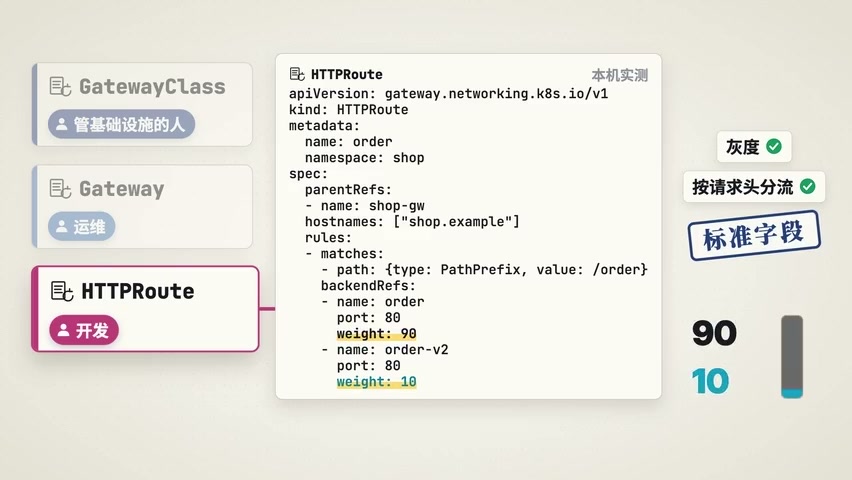 GatewayClass
管基础设施的人
Gateway
运维
HTTPRoute
开发
HTTPRoute
本机实测
apiVersion: gateway.networking.k8s.io/v1
kind: HTTPRoute
metadata:
  name: order
  namespace: shop
spec:
  parentRefs:
  - name: shop-gw
  hostnames: ["shop.example"]
  rules:
  - matches:
    - path: {type: PathPrefix, value: /order}
    backendRefs:
    - name: order
      port: 80
      weight: 90
    - name: order-v2
      port: 80
      weight: 10
灰度
按请求头分流
标准字段
90
10